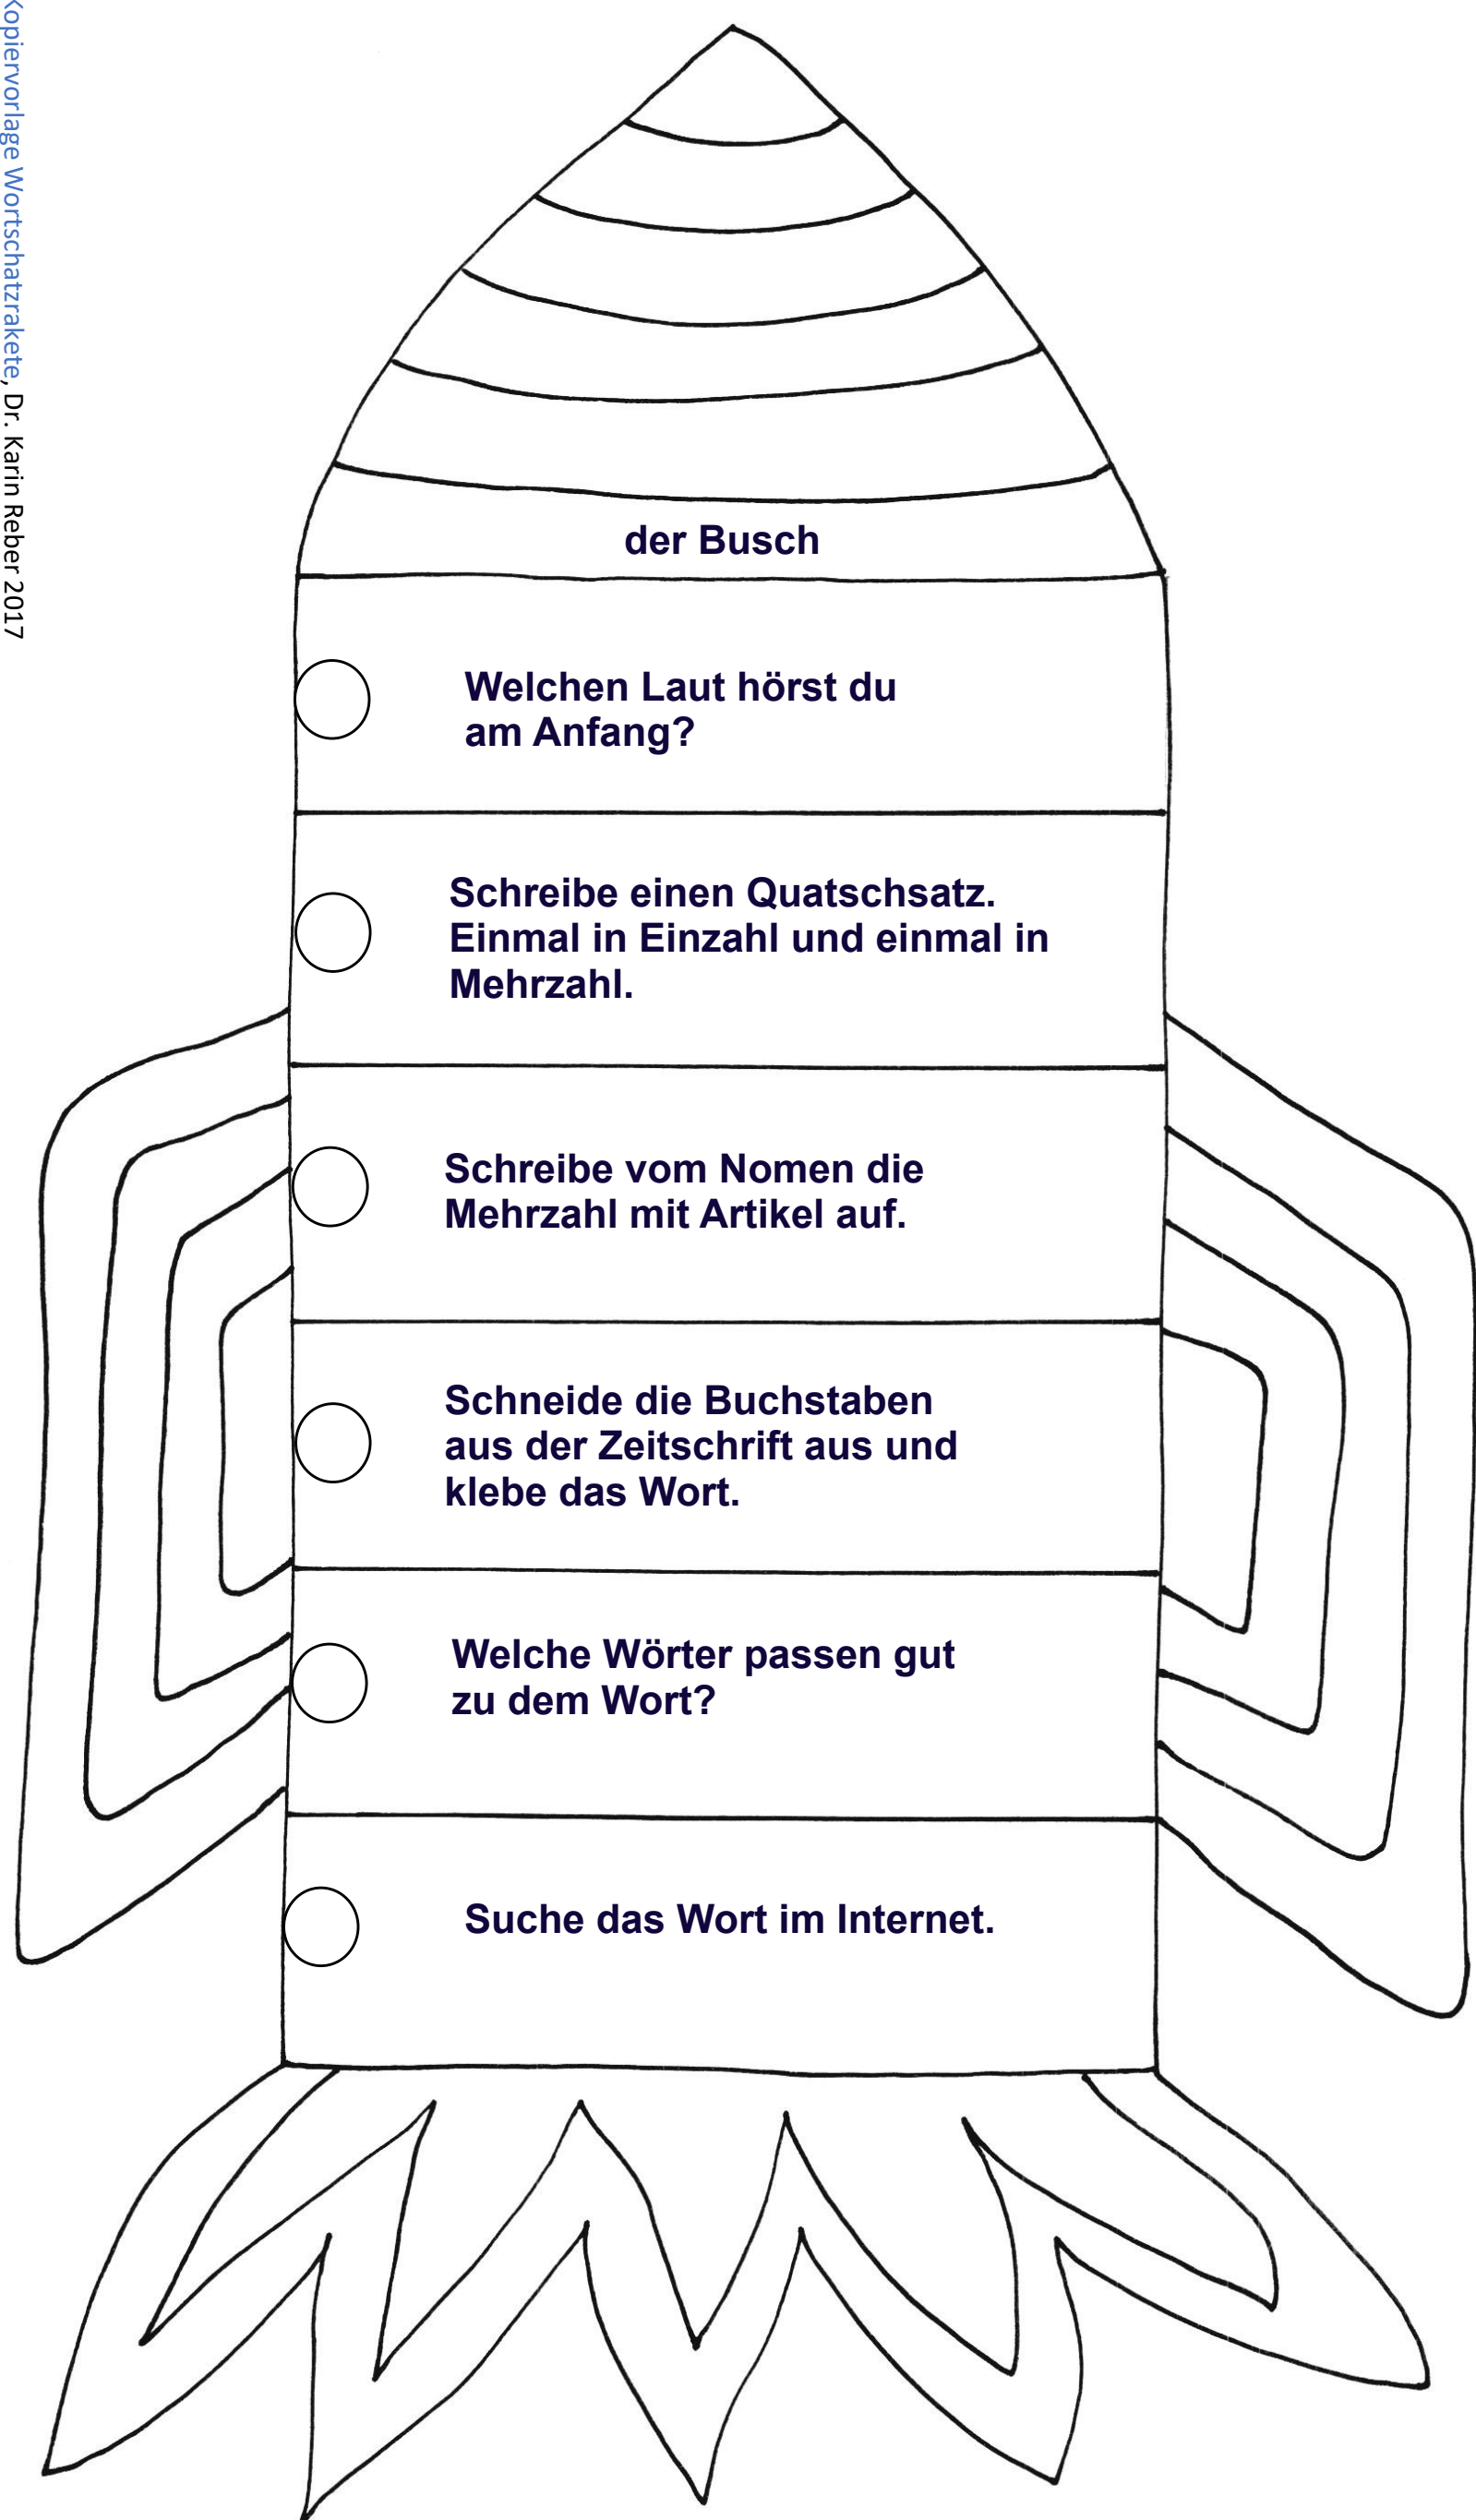 Kopiervorlage Wortschatzrakete, Dr. Karin Reber 2017
der Busch
Welchen Laut hörst du
am Anfang?
Schreibe einen Quatschsatz.
Einmal in Einzahl und einmal in
Mehrzahl.
Schreibe vom Nomen die
Mehrzahl mit Artikel auf.
Schneide die Buchstaben
aus der Zeitschrift aus und
klebe das Wort.
Welche Wörter passen gut
zu dem Wort?
Suche das Wort im Internet.